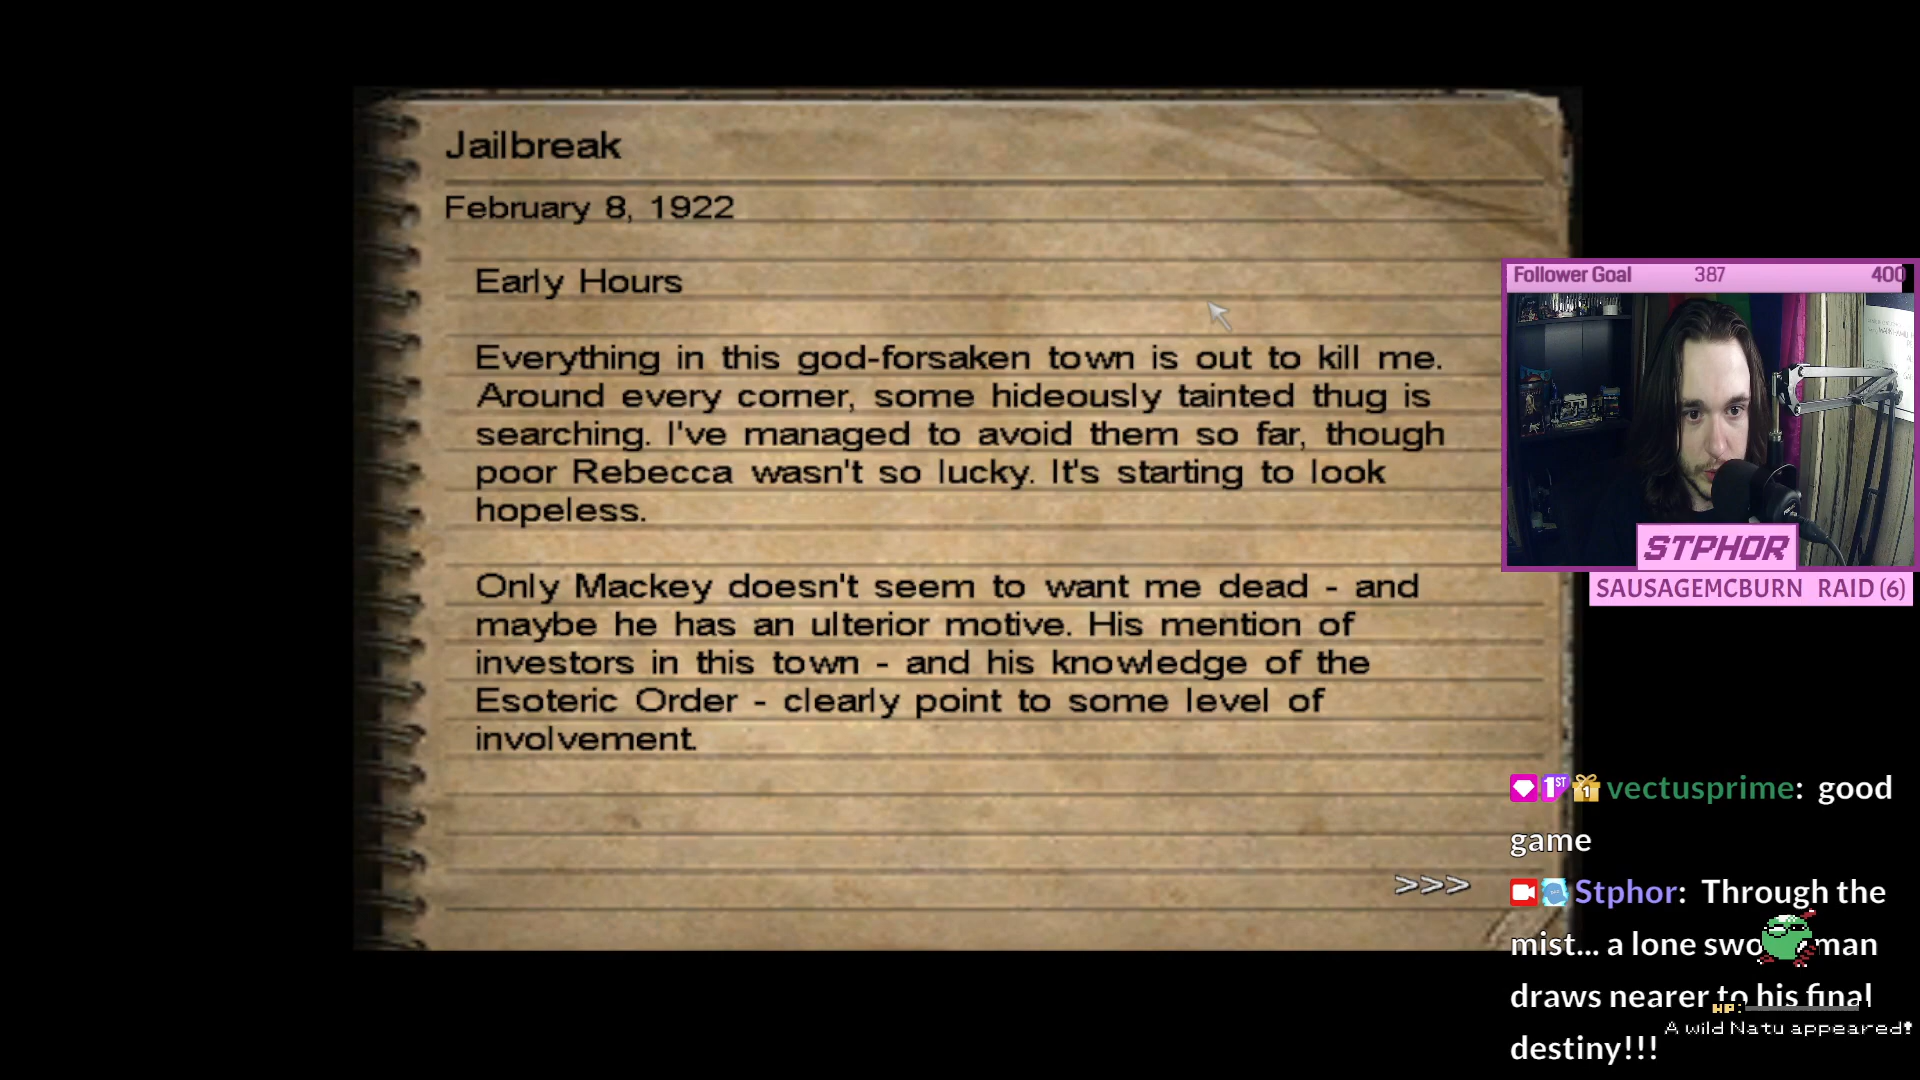 Jailbreak
February 8, 1922
Early Hours
Everything in this god-forsaken town is out to kill me.
Around every corner, some hideously tainted thug is
searching. I've managed to avoid them so far, though
poor Rebecca wasn't so lucky. It's starting to look
hopeless.
Only Mackey doesn't seem to want me dead - and
maybe he has an ulterior motive. His mention of
investors in this town - and his knowledge of the
Esoteric Order - clearly point to some level of
involvement.
>>>
Follower Goal 387 400
STPHOR
SAUSAGEMCBURN RAID (6)
1ST 1 vectusprime: good
game
Stphor: Through the
mist... a lone swo man
draws nearer to his final
HP:
A wild Natu appeared!
destiny!!!